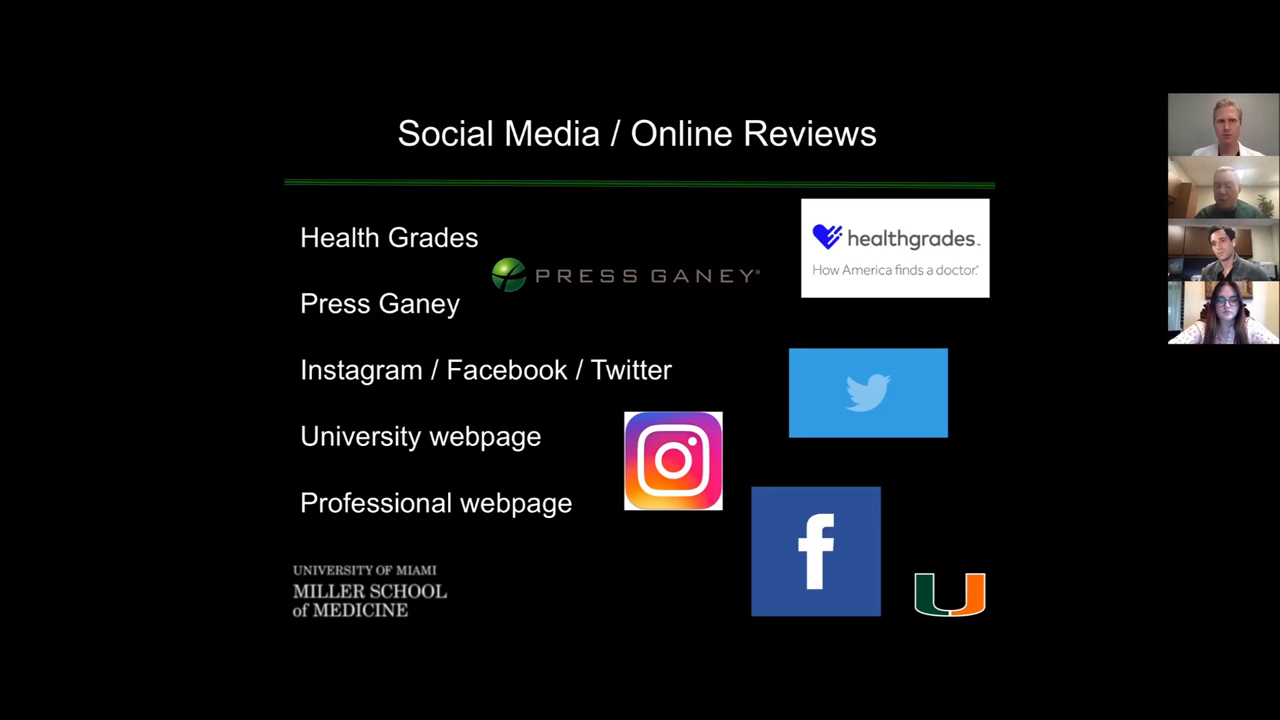 Social Media / Online Reviews
Health Grades
PRESS GANEY®
healthgrades™
How America finds a doctor.®
Press Ganey
Instagram / Facebook / Twitter
University webpage
Professional webpage
f
UNIVERSITY OF MIAMI
MILLER SCHOOL
of MEDICINE
U